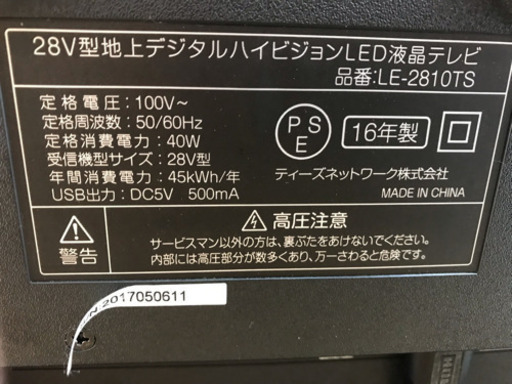 28V型地上デジタルハイビジョンLED液晶テレビ
品番:LE-2810TS
定格電圧:100V~
定格周波数:50/60Hz
定格消費電力:40W
受信機型サイズ:28V型
年間消費電力:45kWh/年
USB出力:DC5V 500mA
PSE
16年製
ティーズネットワーク株式会社
MADE IN CHINA
警告
高圧注意
サービスマン以外の方は、裏ぶたをあけないでください。
内部には高圧部分が数多くあり、万一さわると危険です。
2017050611